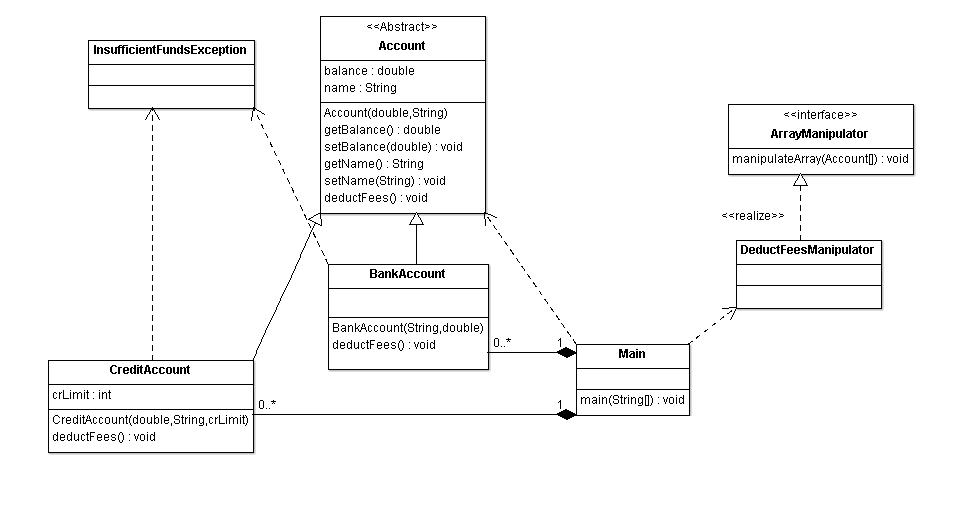 <<Abstract>>
Account
balance : double
name : String
Account(double,String)
getBalance() : double
setBalance(double) : void
getName() : String
setName(String) : void
deductFees() : void
InsufficientFundsException
<<interface>>
ArrayManipulator
manipulateArray(Account[]) : void
<<realize>>
DeductFeesManipulator
BankAccount
BankAccount(String,double)
deductFees() : void
0..*
1
Main
main(String[]) : void
CreditAccount
crLimit : int
CreditAccount(double,String,crLimit)
deductFees() : void
0..*
1